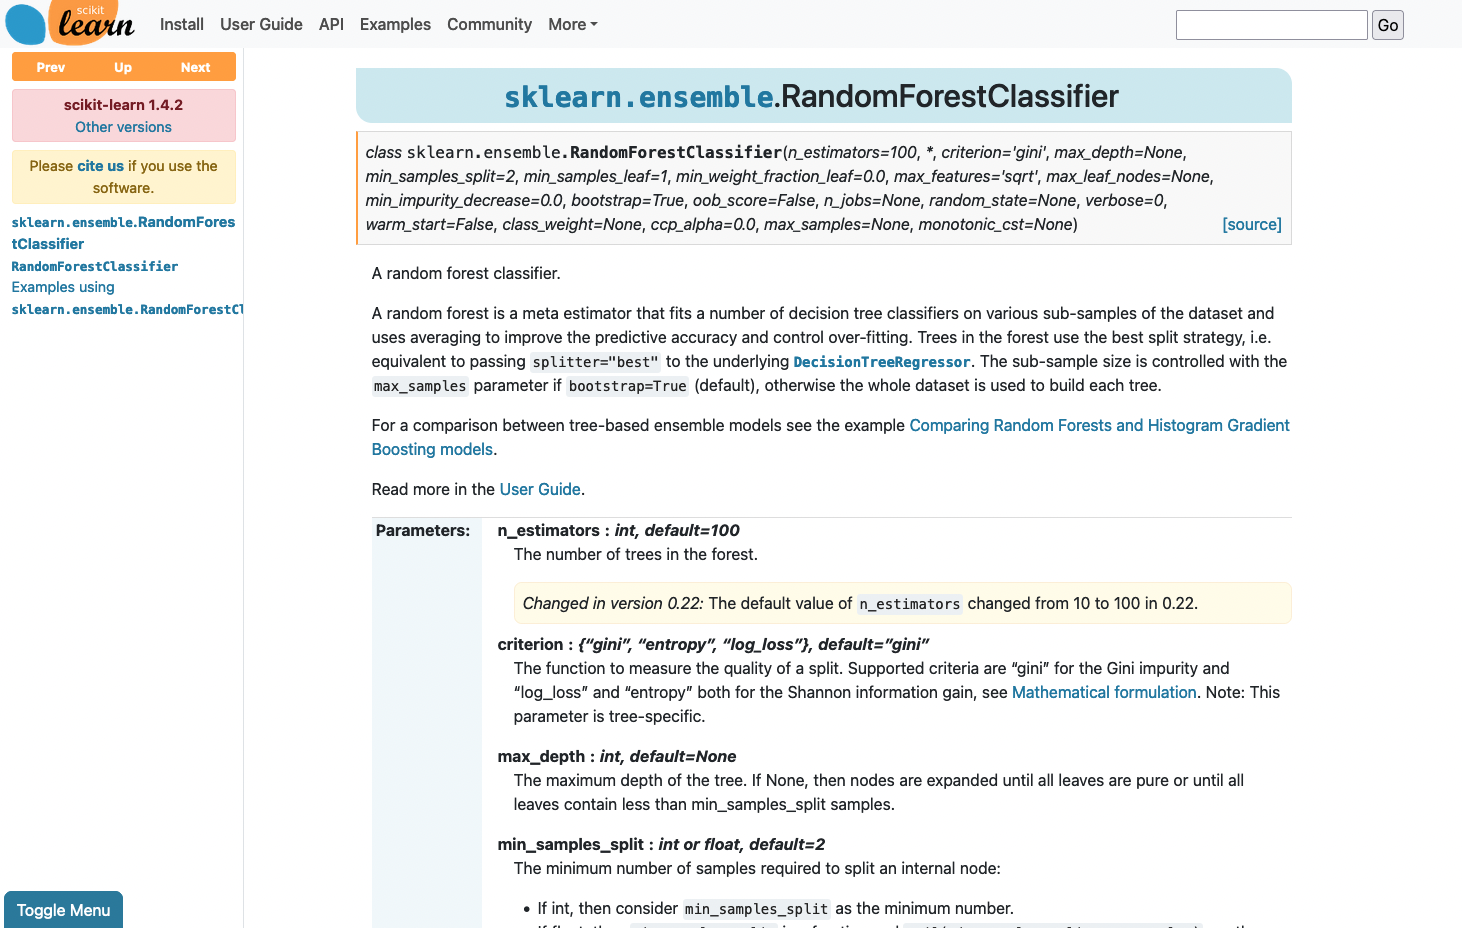 scikit
learn
Install User Guide API Examples Community More
Go
Prev Up Next
scikit-learn 1.4.2
Other versions
Please cite us if you use the
software.
sklearn.ensemble.RandomFores
tClassifier
RandomForestClassifier
Examples using
sklearn.ensemble.RandomForestCl
Toggle Menu
sklearn.ensemble.RandomForestClassifier
class sklearn.ensemble.RandomForestClassifier(n_estimators=100, *, criterion='gini', max_depth=None,
min_samples_split=2, min_samples_leaf=1, min_weight_fraction_leaf=0.0, max_features='sqrt', max_leaf_nodes=None,
min_impurity_decrease=0.0, bootstrap=True, oob_score=False, n_jobs=None, random_state=None, verbose=0,
warm_start=False, class_weight=None, ccp_alpha=0.0, max_samples=None, monotonic_cst=None) [source]
A random forest classifier.
A random forest is a meta estimator that fits a number of decision tree classifiers on various sub-samples of the dataset and
uses averaging to improve the predictive accuracy and control over-fitting. Trees in the forest use the best split strategy, i.e.
equivalent to passing splitter="best" to the underlying DecisionTreeRegressor. The sub-sample size is controlled with the
max_samples parameter if bootstrap=True (default), otherwise the whole dataset is used to build each tree.
For a comparison between tree-based ensemble models see the example Comparing Random Forests and Histogram Gradient
Boosting models.
Read more in the User Guide.
Parameters:
n_estimators : int, default=100
The number of trees in the forest.
Changed in version 0.22: The default value of n_estimators changed from 10 to 100 in 0.22.
criterion : {“gini”, “entropy”, “log_loss”}, default=”gini”
The function to measure the quality of a split. Supported criteria are “gini” for the Gini impurity and
“log_loss” and “entropy” both for the Shannon information gain, see Mathematical formulation. Note: This
parameter is tree-specific.
max_depth : int, default=None
The maximum depth of the tree. If None, then nodes are expanded until all leaves are pure or until all
leaves contain less than min_samples_split samples.
min_samples_split : int or float, default=2
The minimum number of samples required to split an internal node:
• If int, then consider min_samples_split as the minimum number.